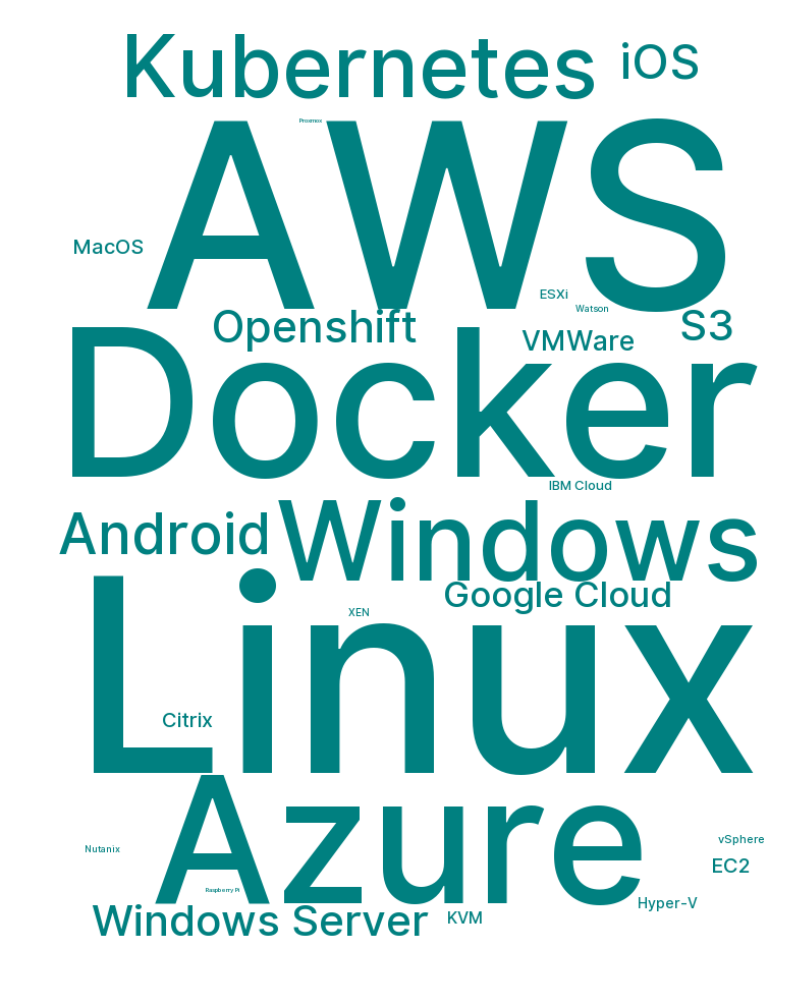 Kubernetes
iOS
Proxmox
AWS
MacOS
ESXi
Watson
Openshift
VMWare
S3
Docker
IBM Cloud
Android
Windows
Google Cloud
XEN
Linux
Citrix
Azure
Nutanix
vSphere
EC2
Raspberry Pi
Hyper-V
Windows Server
KVM